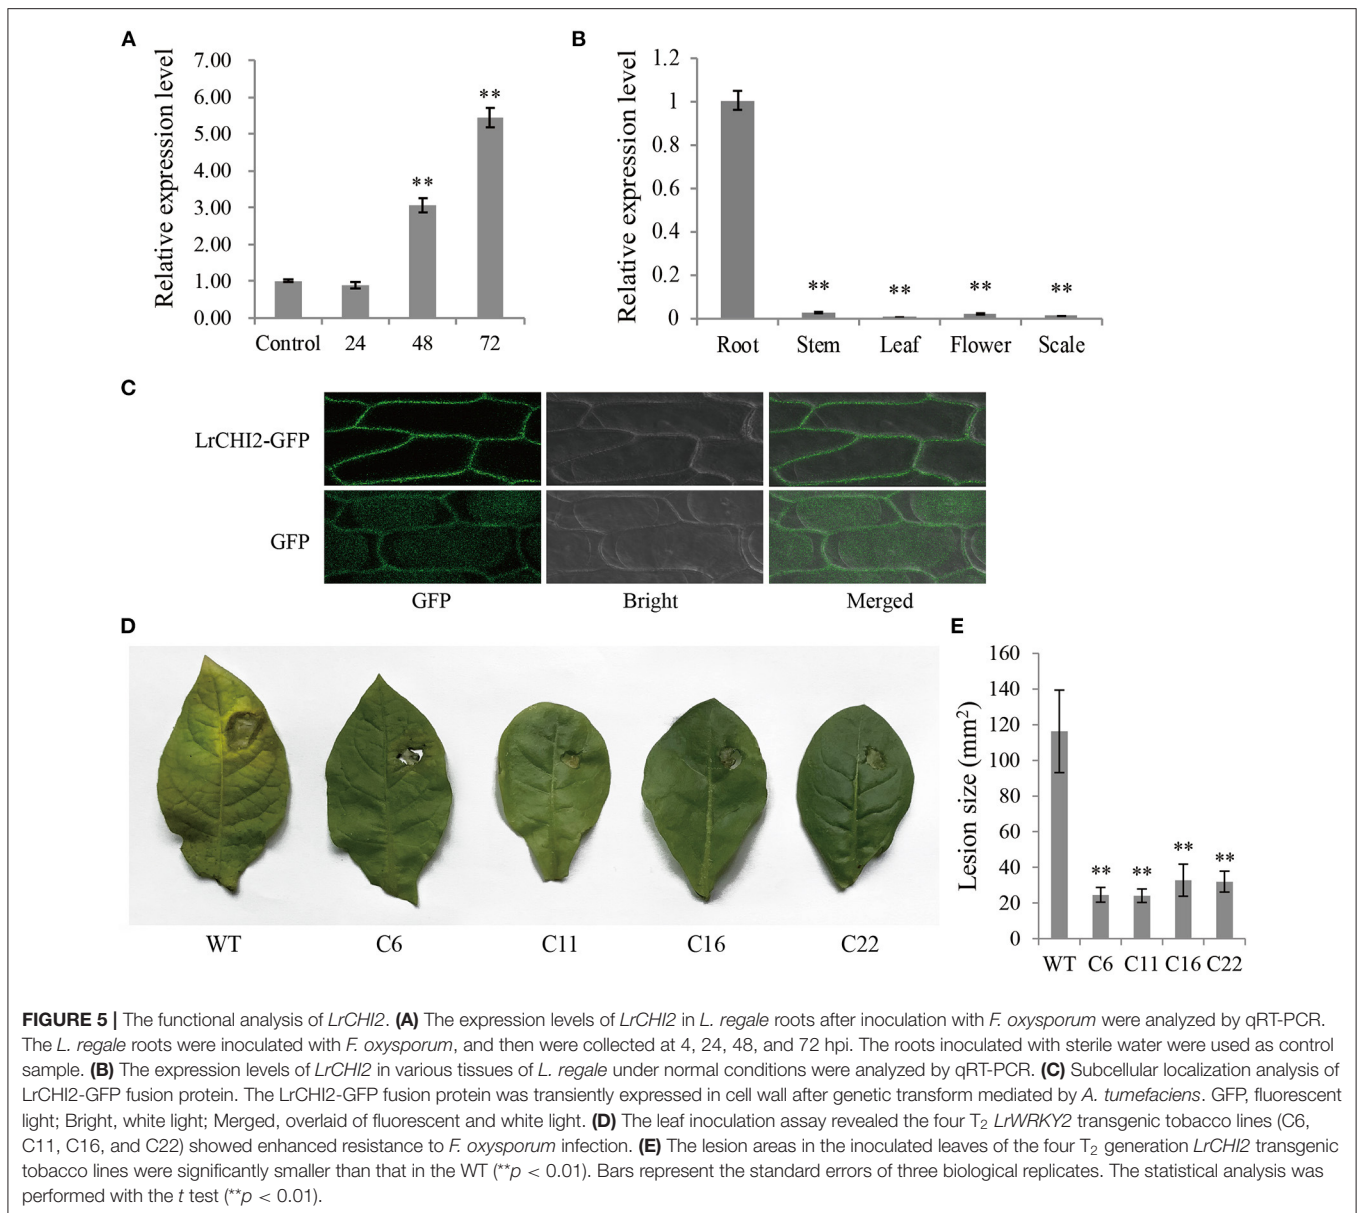 A
Relative expression level
7.00
6.00
5.00
4.00
3.00
2.00
1.00
0.00
**
**
Control 24 48 72
B
Relative expression level
1.2
1
0.8
0.6
0.4
0.2
0
** ** ** **
Root Stem Leaf Flower Scale
C
LrCHI2-GFP
GFP
GFP Bright Merged
D
WT C6 C11 C16 C22
E
Lesion size (mm²)
160
140
120
100
80
60
40
20
0
** ** ** **
WT C6 C11 C16 C22
FIGURE 5 | The functional analysis of LrCHI2. (A) The expression levels of LrCHI2 in L. regale roots after inoculation with F. oxysporum were analyzed by qRT-PCR.
The L. regale roots were inoculated with F. oxysporum, and then were collected at 4, 24, 48, and 72 hpi. The roots inoculated with sterile water were used as control
sample. (B) The expression levels of LrCHI2 in various tissues of L. regale under normal conditions were analyzed by qRT-PCR. (C) Subcellular localization analysis of
LrCHI2-GFP fusion protein. The LrCHI2-GFP fusion protein was transiently expressed in cell wall after genetic transform mediated by A. tumefaciens. GFP, fluorescent
light; Bright, white light; Merged, overlaid of fluorescent and white light. (D) The leaf inoculation assay revealed the four T₂ LrWRKY2 transgenic tobacco lines (C6,
C11, C16, and C22) showed enhanced resistance to F. oxysporum infection. (E) The lesion areas in the inoculated leaves of the four T₂ generation LrCHI2 transgenic
tobacco lines were significantly smaller than that in the WT (**p < 0.01). Bars represent the standard errors of three biological replicates. The statistical analysis was
performed with the t test (**p < 0.01).